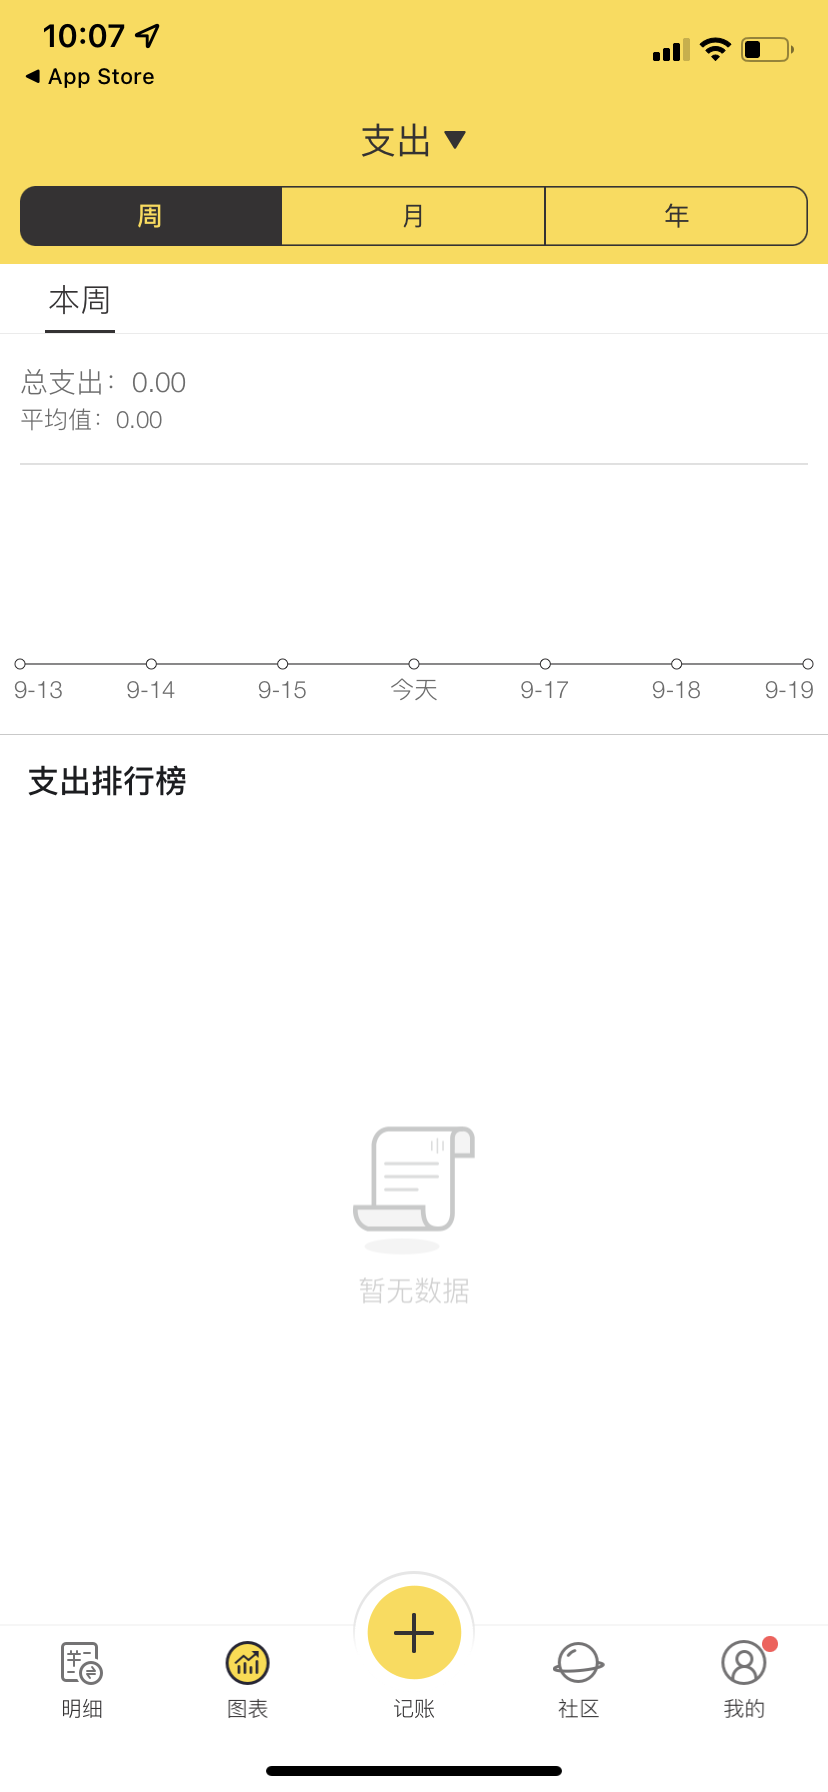 10:07
◀ App Store
支出 ▼
周 月 年
本周
总支出：0.00
平均值：0.00
9-13 9-14 9-15 今天 9-17 9-18 9-19
支出排行榜
暂无数据
明细 图表 记账 社区 我的